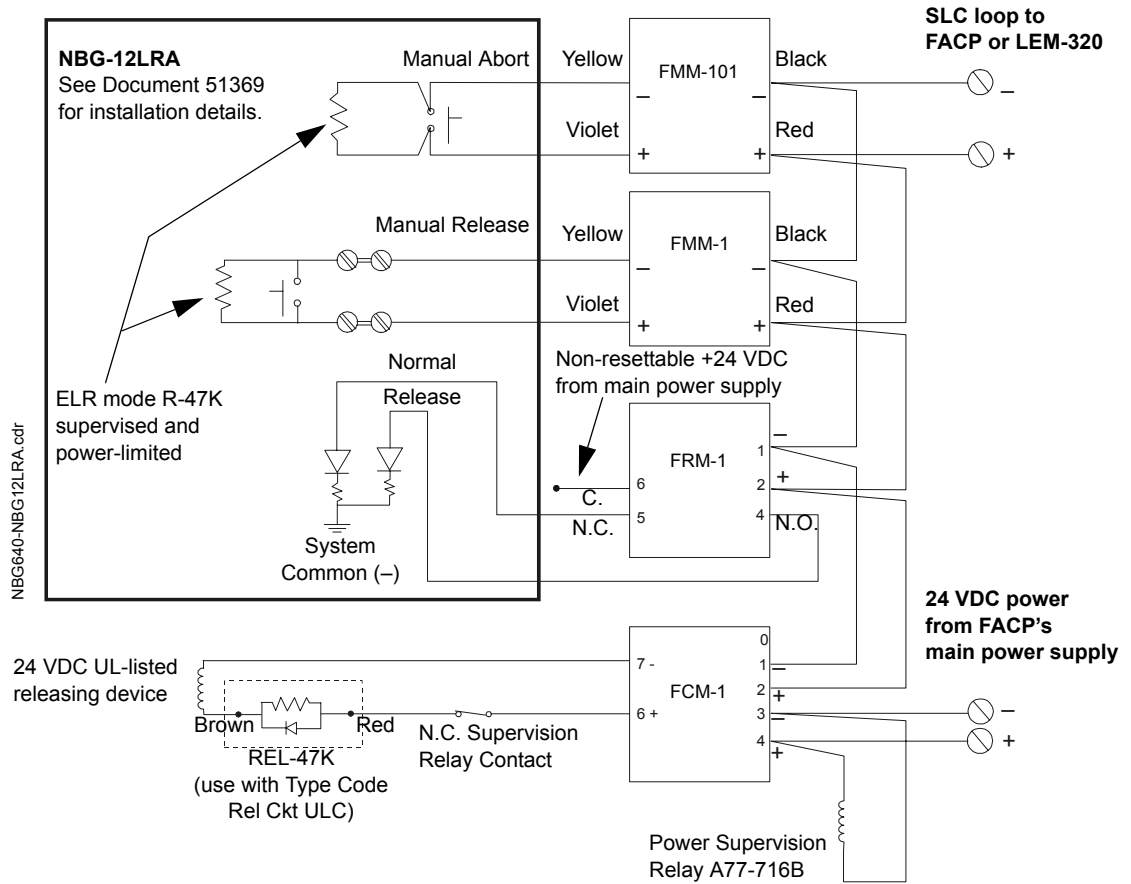 SLC loop to
FACP or LEM-320
NBG-12LRA
See Document 51369
for installation details.
Manual Abort
Yellow
FMM-101
Black
–
–
–
Violet
Red
+
+
+
Manual Release
Yellow
FMM-1
Black
–
–
Violet
Red
+
+
Normal
Release
Non-resettable +24 VDC
from main power supply
ELR mode R-47K
supervised and
power-limited
FRM-1
–
1
+
2
6
C.
5
N.C.
4
N.O.
System
Common (–)
NBG640-NBG12LRA.cdr
24 VDC power
from FACP's
main power supply
24 VDC UL-listed
releasing device
7 -
FCM-1
0
1
–
2
+
6 +
3
–
–
4
+
+
Brown
Red
REL-47K
(use with Type Code
Rel Ckt ULC)
N.C. Supervision
Relay Contact
Power Supervision
Relay A77-716B